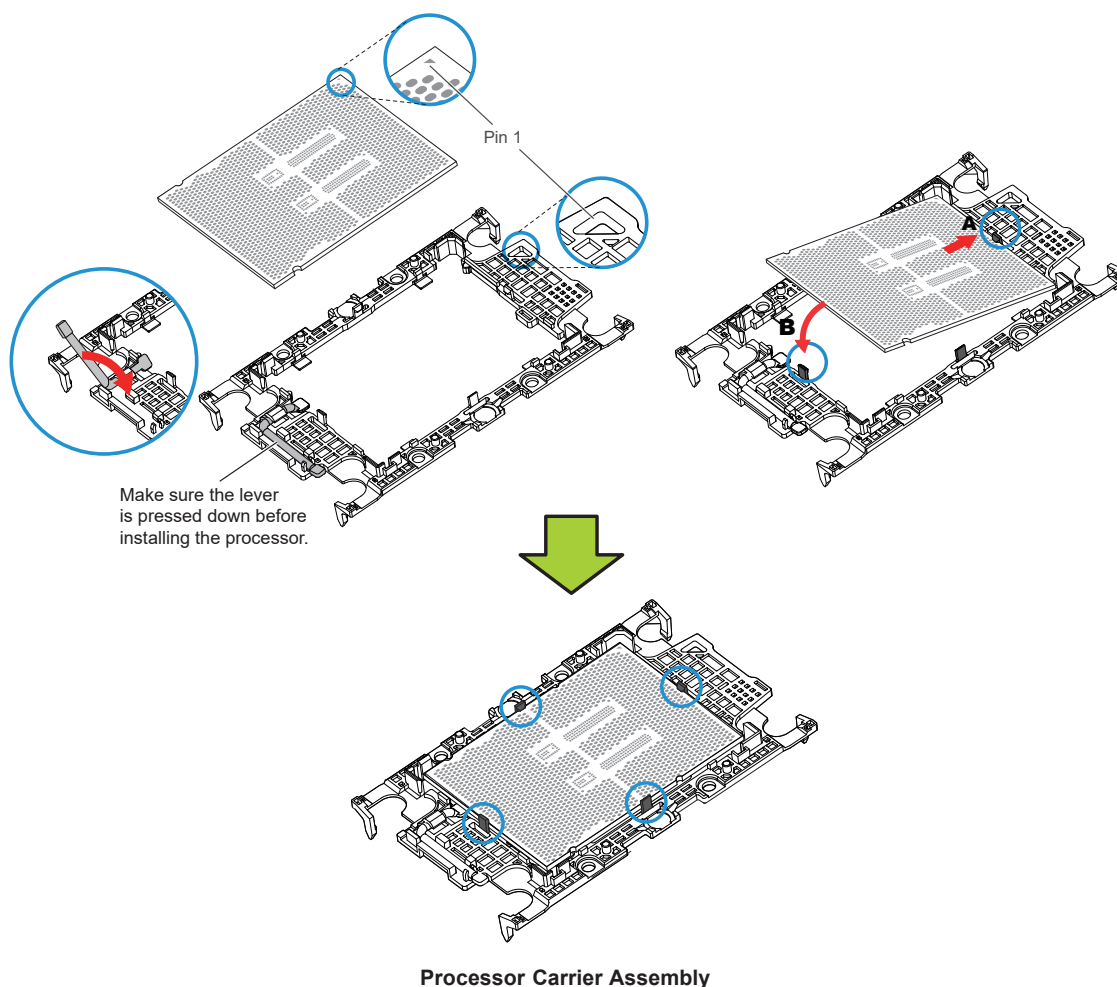 Pin 1
A
B
Make sure the lever
is pressed down before
installing the processor.
Processor Carrier Assembly